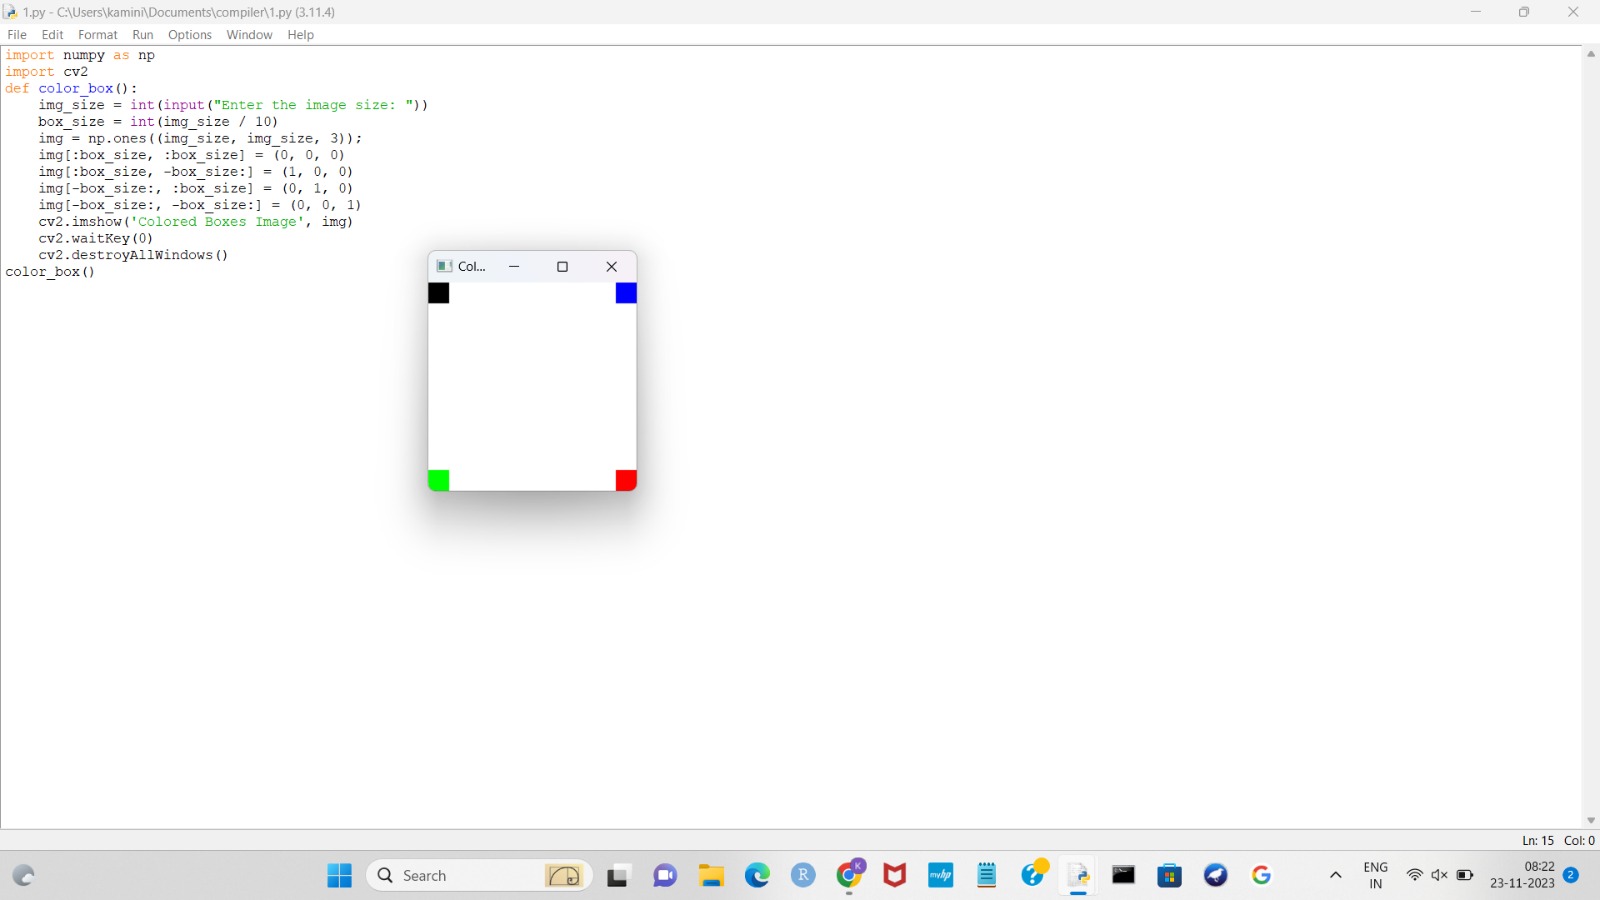 1.py - C:\Users\kamini\Documents\compiler\1.py (3.11.4)
File Edit Format Run Options Window Help
import numpy as np
import cv2
def color_box():
    img_size = int(input("Enter the image size: "))
    box_size = int(img_size / 10)
    img = np.ones((img_size, img_size, 3));
    img[:box_size, :box_size] = (0, 0, 0)
    img[:box_size, -box_size:] = (1, 0, 0)
    img[-box_size:, :box_size] = (0, 1, 0)
    img[-box_size:, -box_size:] = (0, 0, 1)
    cv2.imshow('Colored Boxes Image', img)
    cv2.waitKey(0)
    cv2.destroyAllWindows()
color_box()
Col...
Ln: 15 Col: 0
Search
R
K
myhp
ENG
IN
08:22
23-11-2023
2